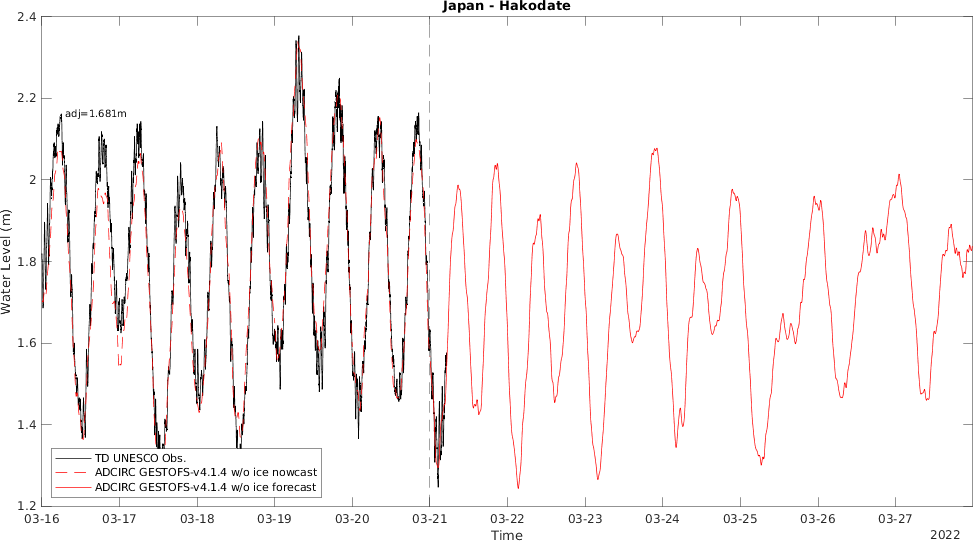 Japan - Hakodate
2.4
2.2
2
1.8
1.6
1.4
1.2
Water Level (m)
adj=1.681m
TD UNESCO Obs.
ADCIRC GESTOFS-v4.1.4 w/o ice nowcast
ADCIRC GESTOFS-v4.1.4 w/o ice forecast
03-16 03-17 03-18 03-19 03-20 03-21 03-22 03-23 03-24 03-25 03-26 03-27
Time
2022